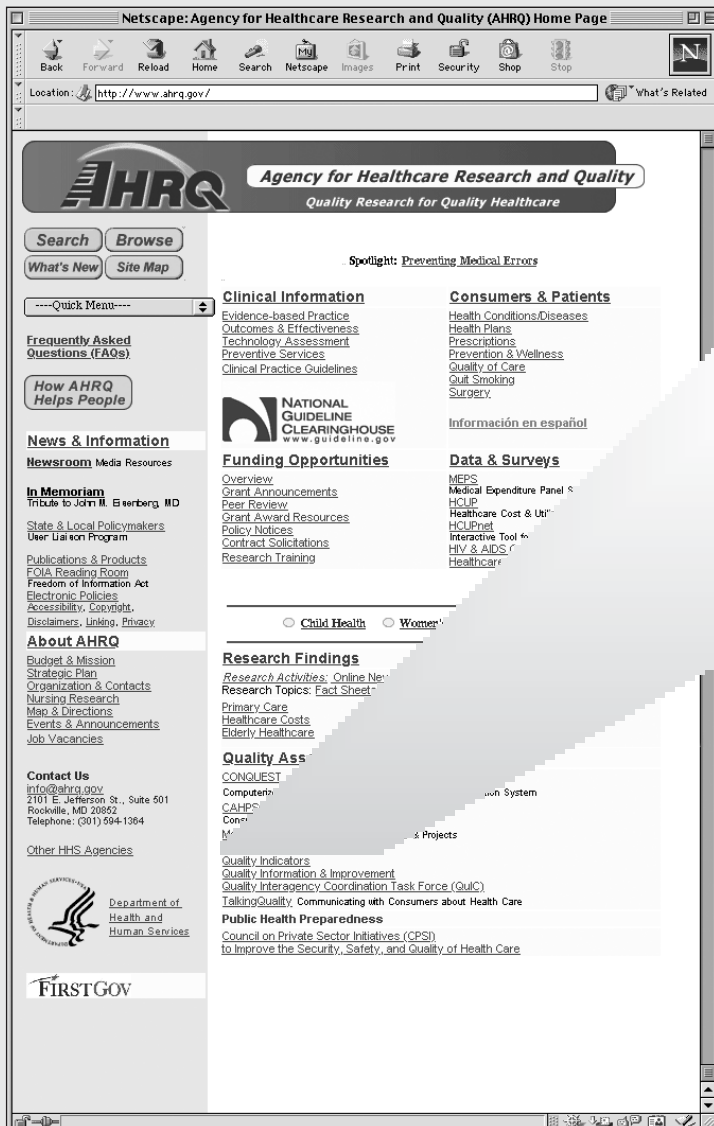 Netscape: Agency for Healthcare Research and Quality (AHRQ) Home Page
Back Forward Reload Home Search Netscape Images Print Security Shop Stop
N
Location: http://www.ahrq.gov/ What's Related
AHRQ
Agency for Healthcare Research and Quality
Quality Research for Quality Healthcare
Search Browse
What's New Site Map
----Quick Menu----
Frequently Asked
Questions (FAQs)
How AHRQ
Helps People
News & Information
Newsroom Media Resources
In Memoriam
Tribute to John M. Eisenberg, MD
State & Local Policymakers
User Liaison Program
Publications & Products
FOIA Reading Room
Freedom of Information Act
Electronic Policies
Accessibility, Copyright,
Disclaimers, Linking, Privacy
About AHRQ
Budget & Mission
Strategic Plan
Organization & Contacts
Nursing Research
Map & Directions
Events & Announcements
Job Vacancies
Contact Us
info@ahrq.gov
2101 E. Jefferson St., Suite 501
Rockville, MD 20852
Telephone: (301) 594-1364
Other HHS Agencies
Department of
Health and
Human Services
FIRSTGOV
Spotlight: Preventing Medical Errors
Clinical Information
Evidence-based Practice
Outcomes & Effectiveness
Technology Assessment
Preventive Services
Clinical Practice Guidelines
NATIONAL
GUIDELINE
CLEARINGHOUSE
www.guideline.gov
Consumers & Patients
Health Conditions/Diseases
Health Plans
Prescriptions
Prevention & Wellness
Quality of Care
Quit Smoking
Surgery
Información en español
Funding Opportunities
Overview
Grant Announcements
Peer Review
Grant Award Resources
Policy Notices
Contract Solicitations
Research Training
Data & Surveys
MEPS
Medical Expenditure Panel
HCUP
Healthcare Cost &
HCUPnet
Interactive Tool
HIV & AIDS
Healthcare
Child Health
Research Findings
Research Activities: Online
Research Topics: Fact Sheets
Primary Care
Healthcare Costs
Elderly Healthcare
Quality
CONQUEST
System
CAHPS
& Projects
Quality Indicators
Quality Information & Improvement
Quality Interagency Coordination Task Force (QuIC)
TalkingQuality Communicating with Consumers about Health Care
Public Health Preparedness
Council on Private Sector Initiatives (CPSI)
to Improve the Security, Safety, and Quality of Health Care